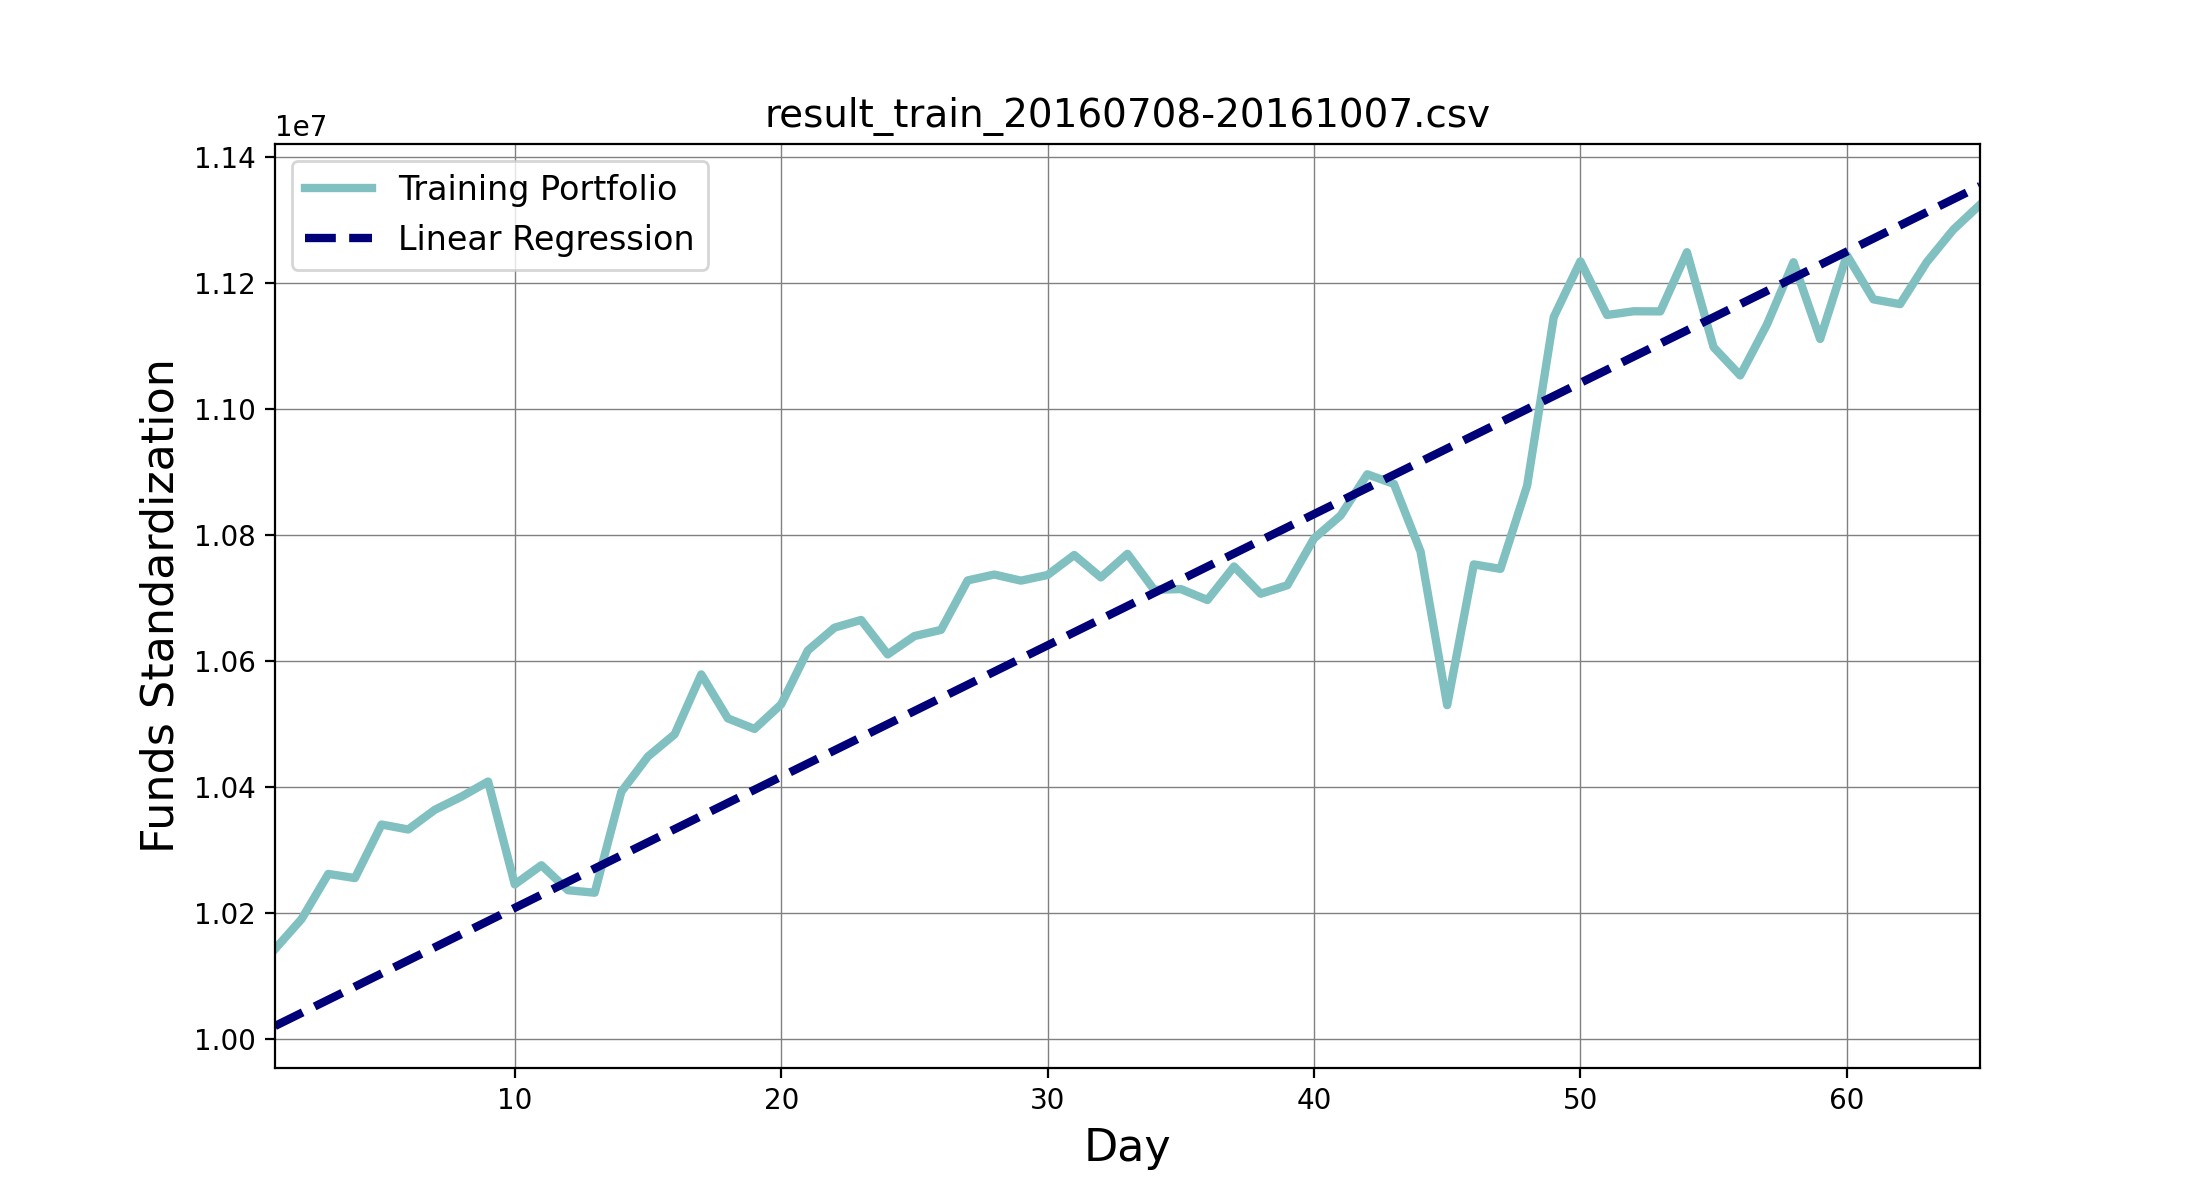 result_train_20160708-20161007.csv
1e7
Training Portfolio
Linear Regression
1.14
1.12
1.10
1.08
1.06
1.04
1.02
1.00
Funds Standardization
10 20 30 40 50 60
Day